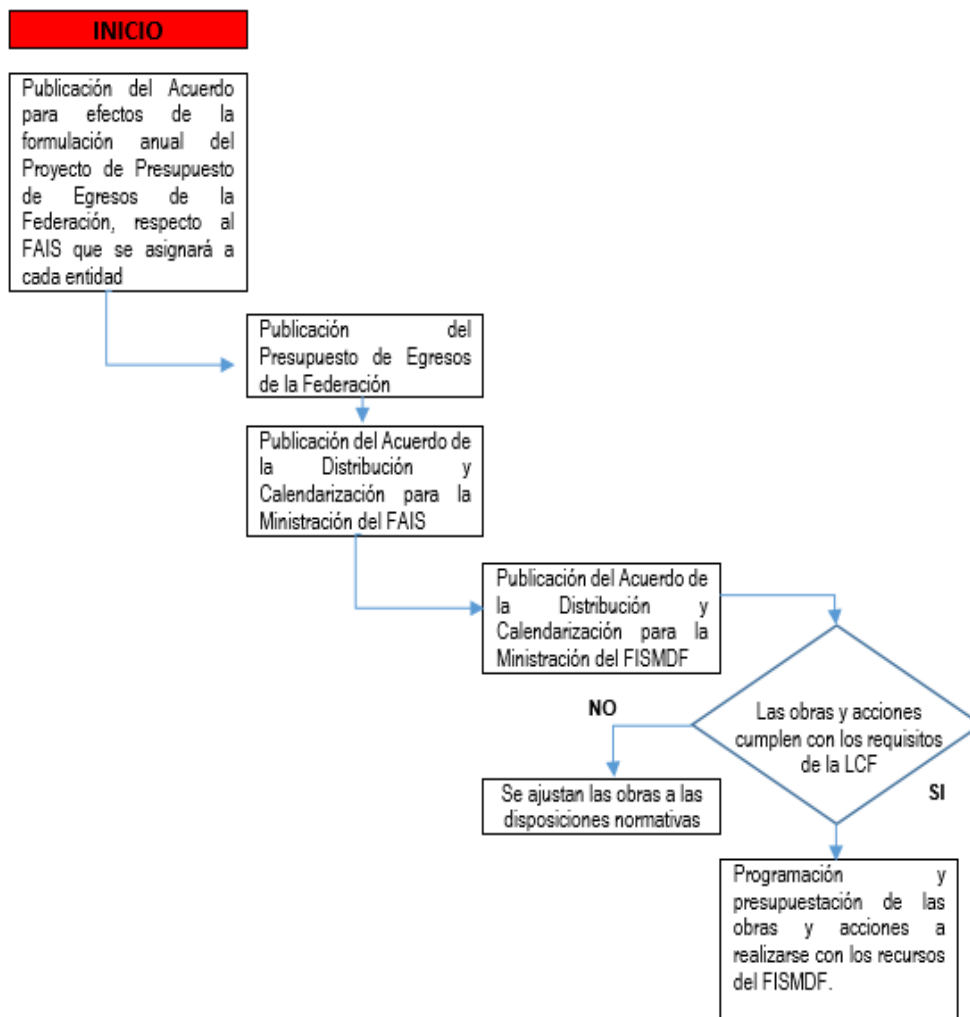 INICIO
Publicación del Acuerdo
para efectos de la
formulación anual del
Proyecto de Presupuesto
de Egresos de la
Federación, respecto al
FAIS que se asignará a
cada entidad
Publicación del
Presupuesto de Egresos
de la Federación
Publicación del Acuerdo de
la Distribución y
Calendarización para la
Ministración del FAIS
Publicación del Acuerdo de
la Distribución y
Calendarización para la
Ministración del FISMDF
NO
Las obras y acciones
cumplen con los requisitos
de la LCF
SI
Se ajustan las obras a las
disposiciones normativas
Programación y
presupuestación de las
obras y acciones a
realizarse con los recursos
del FISMDF.